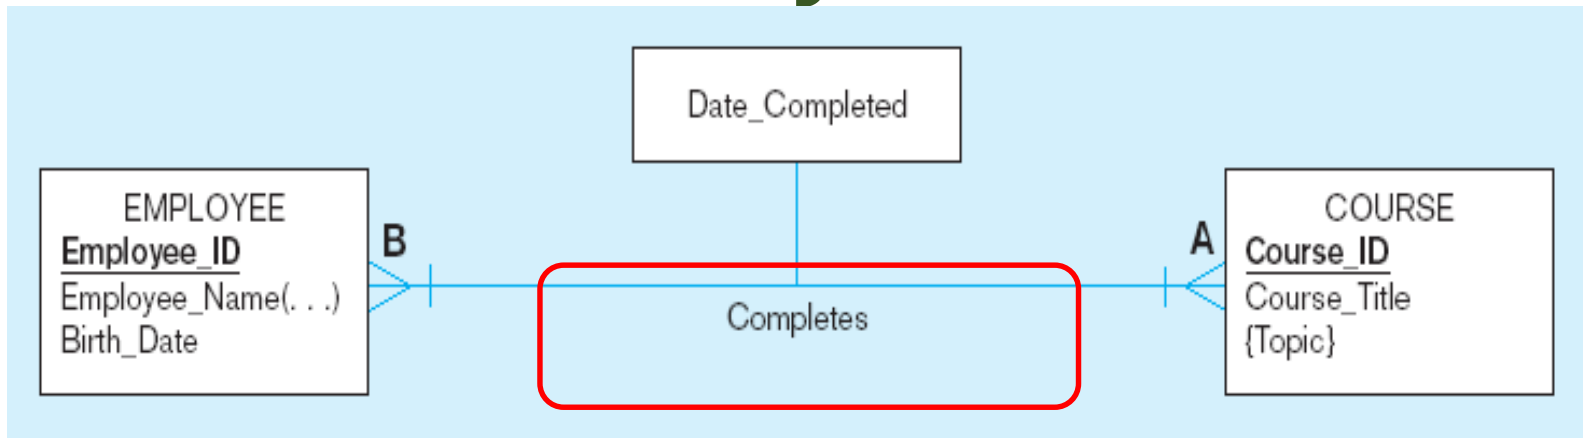 Date_Completed
EMPLOYEE
Employee_ID
Employee_Name(. . .)
Birth_Date
B
Completes
A
COURSE
Course_ID
Course_Title
{Topic}